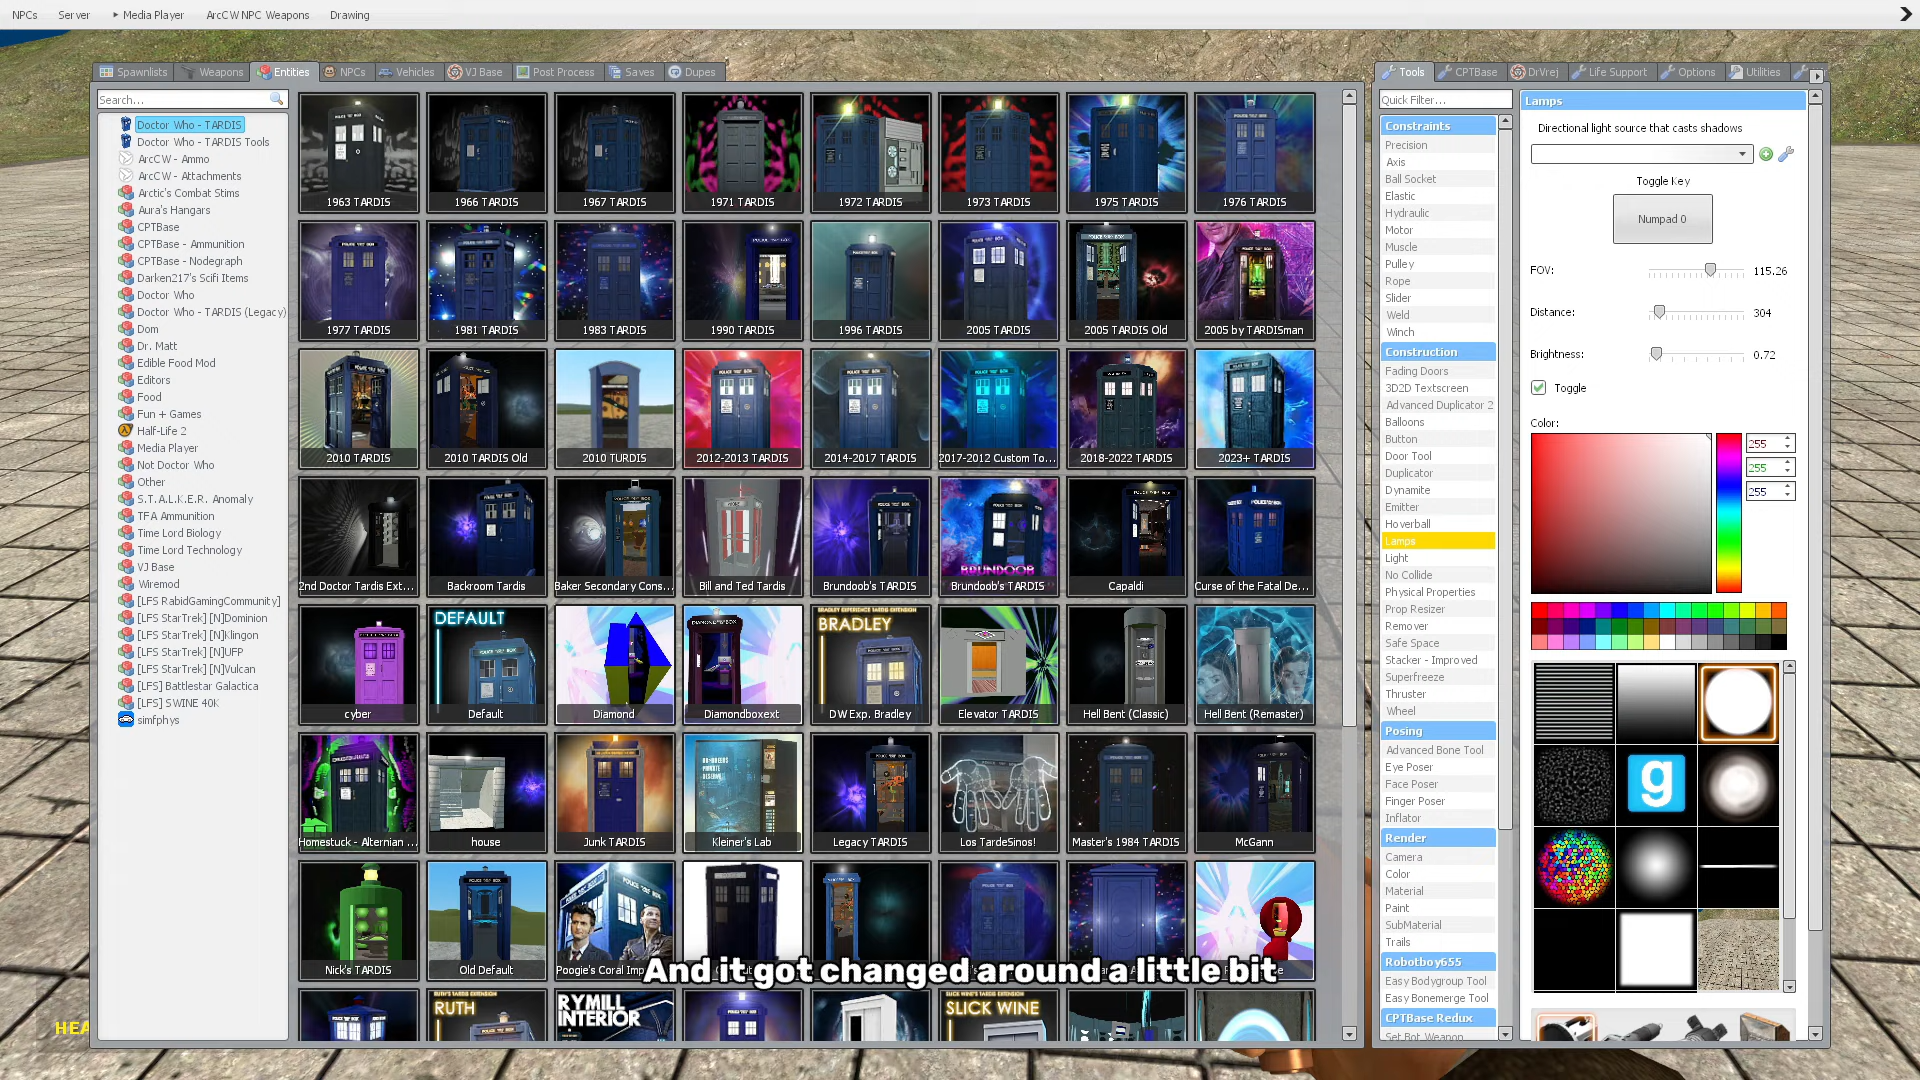 NPCs Server Media Player ArcCW NPC Weapons Drawing
Spawnlists Weapons Entities NPCs Vehicles VJ Base Post Process Saves Dupes
Search...
Doctor Who - TARDIS
Doctor Who - TARDIS Tools
ArcCW - Ammo
ArcCW - Attachments
Arctic's Combat Stims
Aura's Hangars
CPTBase
CPTBase - Ammunition
CPTBase - Nodegraph
Darken217's Scifi Items
Doctor Who
Doctor Who - TARDIS (Legacy)
Dom
Dr. Matt
Edible Food Mod
Editors
Food
Fun + Games
Half-Life 2
Media Player
Not Doctor Who
Other
S.T.A.L.K.E.R. Anomaly
TFA Ammunition
Time Lord Biology
Time Lord Technology
VJ Base
Wiremod
[LFS RabidGamingCommunity]
[LFS StarTrek] [N]Dominion
[LFS StarTrek] [N]Klingon
[LFS StarTrek] [N]UFP
[LFS StarTrek] [N]Vulcan
[LFS] Battlestar Galactica
[LFS] SWINE 40K
simfphys
HEA
1963 TARDIS 1966 TARDIS 1967 TARDIS 1971 TARDIS 1972 TARDIS 1973 TARDIS 1975 TARDIS 1976 TARDIS
1977 TARDIS 1981 TARDIS 1983 TARDIS 1990 TARDIS 1996 TARDIS 2005 TARDIS 2005 TARDIS Old 2005 by TARDISman
2010 TARDIS 2010 TARDIS Old 2010 TURDIS 2012-2013 TARDIS 2014-2017 TARDIS 2017-2012 Custom To... 2018-2022 TARDIS 2023+ TARDIS
BRUNDOOB
2nd Doctor Tardis Ext... Backroom Tardis Baker Secondary Cons... Bill and Ted Tardis Brundoob's TARDIS Brundoob's TARDIS Capaldi Curse of the Fatal De...
DEFAULT BRADLEY
cyber Default Diamond Diamondboxext DW Exp. Bradley Elevator TARDIS Hell Bent (Classic) Hell Bent (Remaster)
Homestuck - Alternian ... house Junk TARDIS Kleiner's Lab Legacy TARDIS Los TardeSinos! Master's 1984 TARDIS McGann
Nick's TARDIS Old Default Poogie's Coral Imp
And it got changed around a little bit
RUTH RYMILL INTERIOR SLICK WINE
Tools CPTBase DrVrej Life Support Options Utilities
Quick Filter...
Constraints
Precision
Axis
Ball Socket
Elastic
Hydraulic
Motor
Muscle
Pulley
Rope
Slider
Weld
Winch
Construction
Fading Doors
3D2D Textscreen
Advanced Duplicator 2
Balloons
Button
Door Tool
Duplicator
Dynamite
Emitter
Hoverball
Lamps
Light
No Collide
Physical Properties
Prop Resizer
Remover
Safe Space
Stacker - Improved
Superfreeze
Thruster
Wheel
Posing
Advanced Bone Tool
Eye Poser
Face Poser
Finger Poser
Inflator
Render
Camera
Color
Material
Paint
SubMaterial
Trails
Robotboy655
Easy Bodygroup Tool
Easy Bonemerge Tool
CPTBase Redux
Set Bot Weapon
Lamps
Directional light source that casts shadows
Toggle Key
Numpad 0
FOV: 115.26
Distance: 304
Brightness: 0.72
Toggle
Color:
255
255
255
g